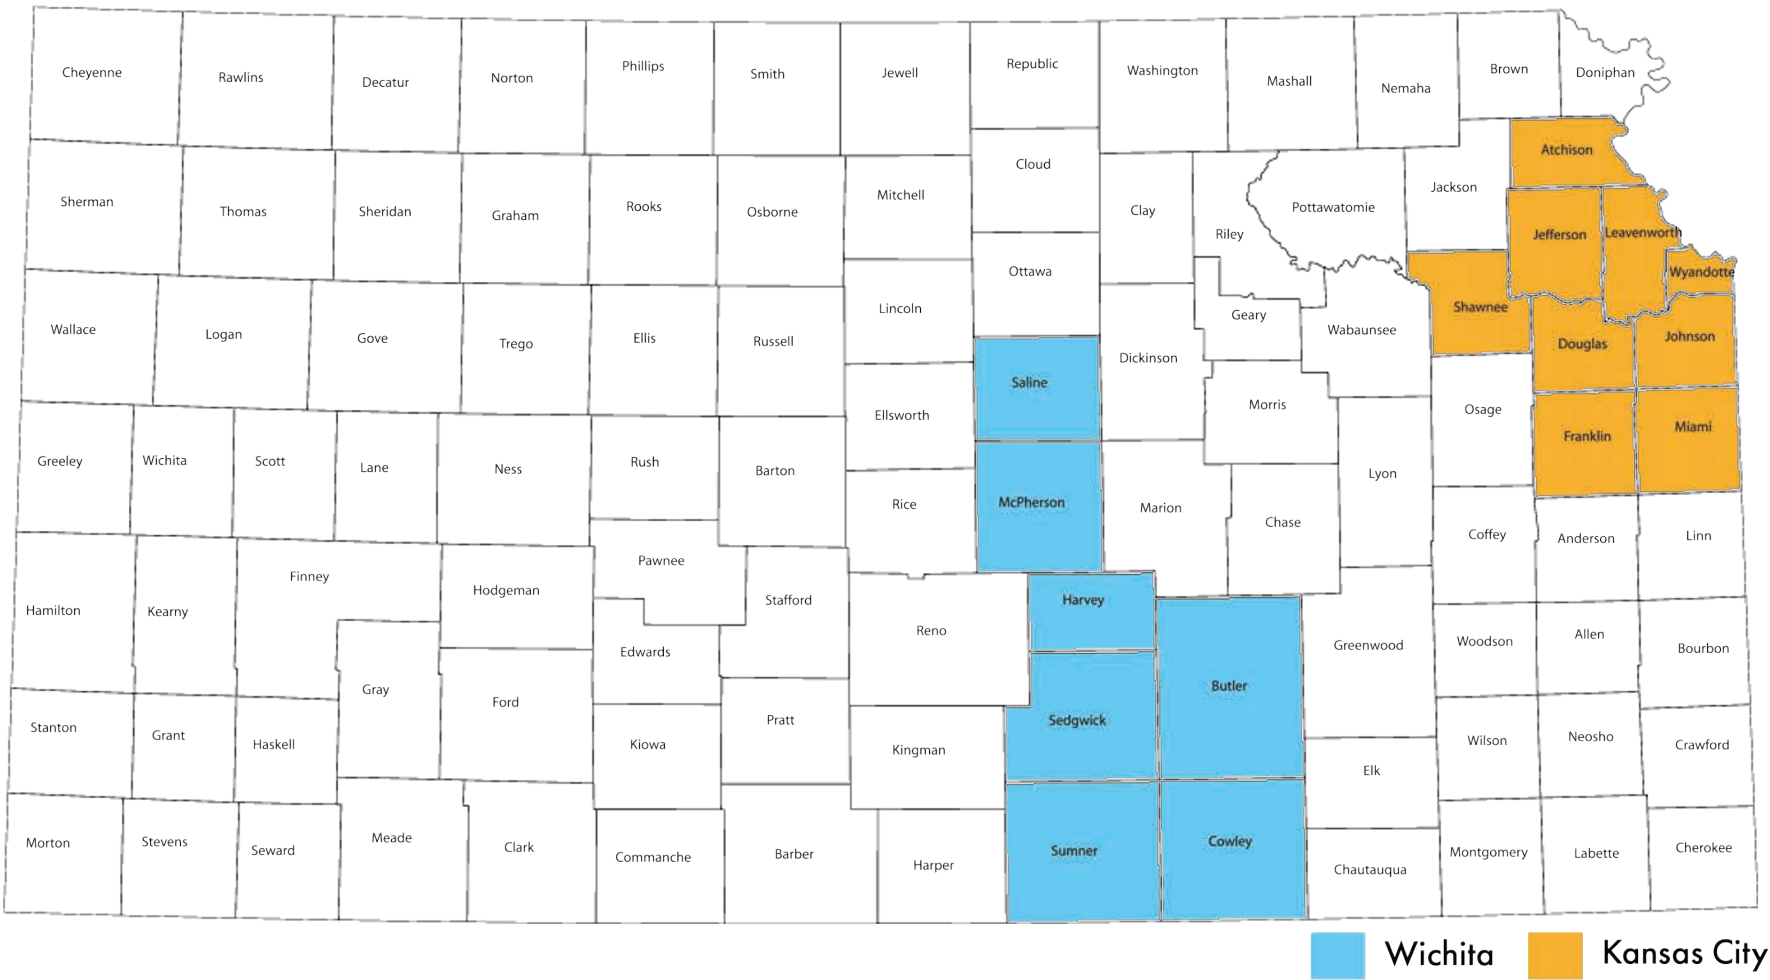 Cheyenne
Rawlins
Decatur
Norton
Phillips
Smith
Jewell
Republic
Washington
Mashall
Nemaha
Brown
Doniphan
Atchison
Cloud
Sherman
Thomas
Sheridan
Graham
Rooks
Osborne
Mitchell
Clay
Riley
Pottawatomie
Jackson
Jefferson
Leavenworth
Wyandotte
Ottawa
Wallace
Logan
Gove
Trego
Ellis
Russell
Lincoln
Geary
Wabaunsee
Shawnee
Douglas
Johnson
Saline
Dickinson
Ellsworth
Morris
Osage
Franklin
Miami
Greeley
Wichita
Scott
Lane
Ness
Rush
Barton
Rice
McPherson
Marion
Chase
Lyon
Coffey
Anderson
Linn
Hamilton
Kearny
Finney
Hodgeman
Pawnee
Stafford
Reno
Harvey
Edwards
Butler
Greenwood
Woodson
Allen
Bourbon
Stanton
Grant
Haskell
Gray
Ford
Kiowa
Pratt
Kingman
Sedgwick
Elk
Wilson
Neosho
Crawford
Morton
Stevens
Seward
Meade
Clark
Commanche
Barber
Harper
Sumner
Cowley
Chautauqua
Montgomery
Labette
Cherokee
Wichita
Kansas City